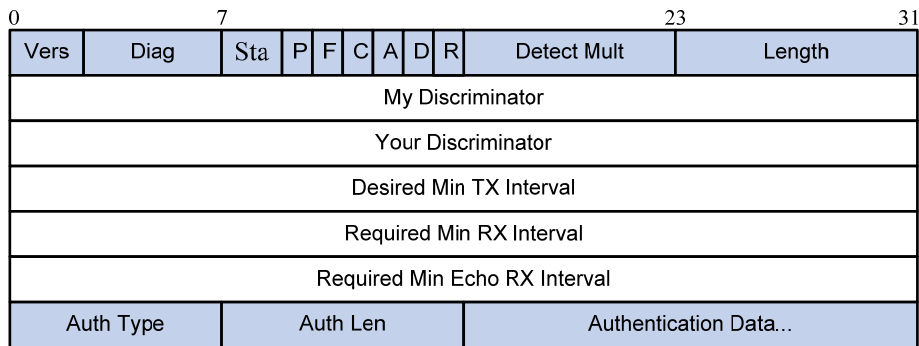 0 7 23 31
Vers Diag Sta P F C A D R Detect Mult Length
My Discriminator
Your Discriminator
Desired Min TX Interval
Required Min RX Interval
Required Min Echo RX Interval
Auth Type Auth Len Authentication Data...